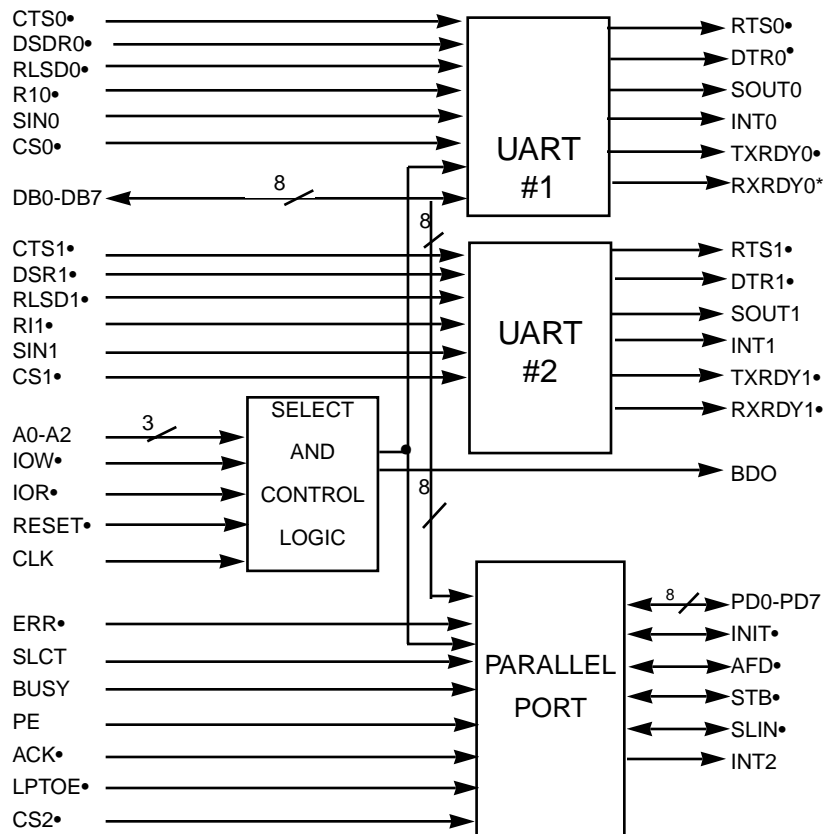 CTS0•
DSDR0•
RLSD0•
R10•
SIN0
CS0•
DB0-DB7
8
8
UART
#1
RTS0•
DTR0•
SOUT0
INT0
TXRDY0•
RXRDY0*
CTS1•
DSR1•
RLSD1•
RI1•
SIN1
CS1•
UART
#2
RTS1•
DTR1•
SOUT1
INT1
TXRDY1•
RXRDY1•
A0-A2
3
IOW•
IOR•
RESET•
CLK
SELECT
AND
CONTROL
LOGIC
8
BDO
ERR•
SLCT
BUSY
PE
ACK•
LPTOE•
CS2•
PARALLEL
PORT
8
PD0-PD7
INIT•
AFD•
STB•
SLIN•
INT2